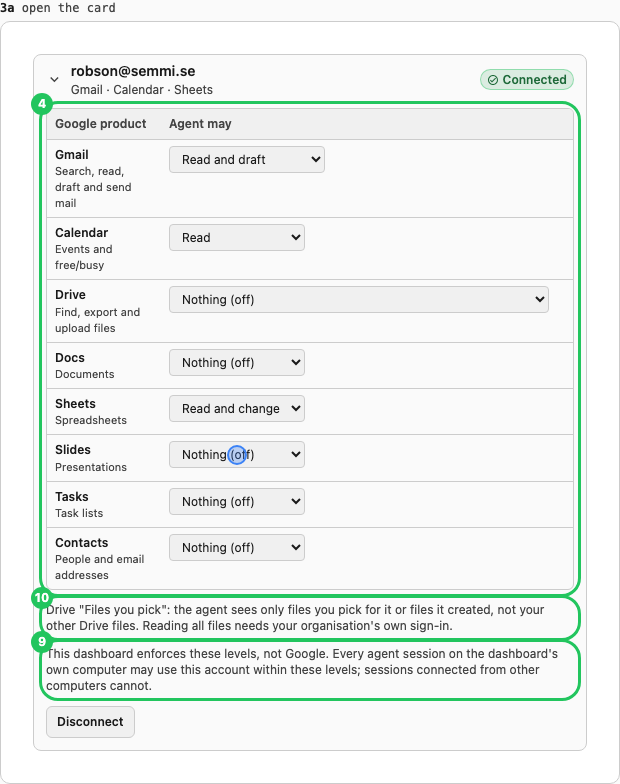 3a open the card
robson@semmi.se
Gmail · Calendar · Sheets
Connected
4
Google product Agent may
Gmail
Search, read,
draft and send
mail
Read and draft
Calendar
Events and
free/busy
Read
Drive
Find, export and
upload files
Nothing (off)
Docs
Documents
Nothing (off)
Sheets
Spreadsheets
Read and change
Slides
Presentations
Nothing (off)
Tasks
Task lists
Nothing (off)
Contacts
People and email
addresses
Nothing (off)
10
Drive "Files you pick": the agent sees only files you pick for it or files it created, not your
other Drive files. Reading all files needs your organisation's own sign-in.
9
This dashboard enforces these levels, not Google. Every agent session on the dashboard's
own computer may use this account within these levels; sessions connected from other
computers cannot.
Disconnect